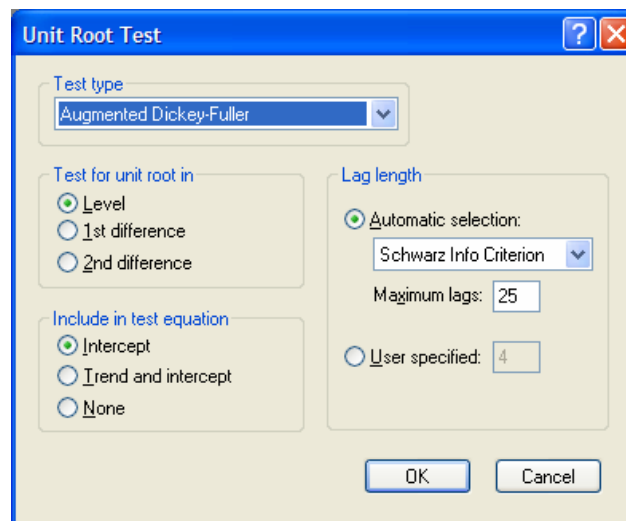 Unit Root Test
Test type
Augmented Dickey-Fuller
Test for unit root in
Level
1st difference
2nd difference
Include in test equation
Intercept
Trend and intercept
None
Lag length
Automatic selection:
Schwarz Info Criterion
Maximum lags: 25
User specified: 4
OK Cancel